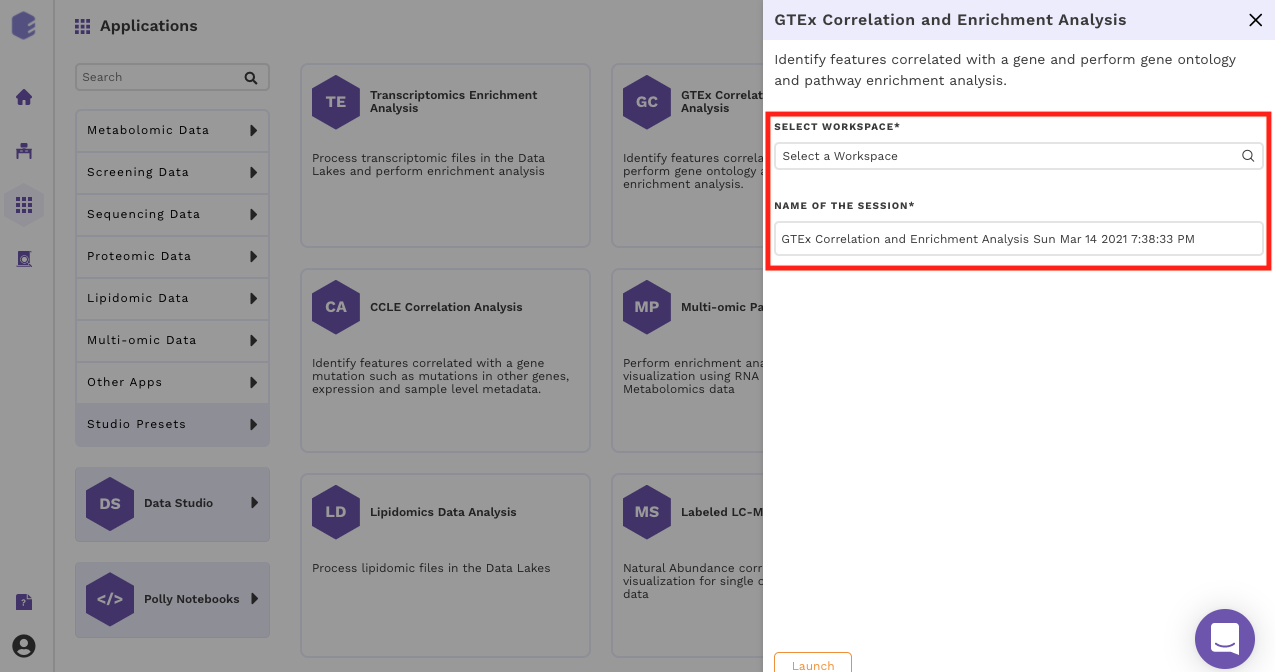 Applications
Search
Metabolomic Data
Screening Data
Sequencing Data
Proteomic Data
Lipidomic Data
Multi-omic Data
Other Apps
Studio Presets
DS
Data Studio
</>
Polly Notebooks
TE
Transcriptomics Enrichment
Analysis
Process transcriptomic files in the Data
Lakes and perform enrichment analysis
GC
GTEx Correlat
Analysis
Identify features correla
perform gene ontology a
enrichment analysis.
CA
CCLE Correlation Analysis
Identify features correlated with a gene
mutation such as mutations in other genes,
expression and sample level metadata.
MP
Multi-omic Pa
Perform enrichment ana
visualization using RNA
Metabolomics data
LD
Lipidomics Data Analysis
Process lipidomic files in the Data Lakes
MS
Labeled LC-M
Natural Abundance corr
visualization for single c
data
GTEx Correlation and Enrichment Analysis
Identify features correlated with a gene and perform gene ontology
and pathway enrichment analysis.
SELECT WORKSPACE*
Select a Workspace
NAME OF THE SESSION*
GTEx Correlation and Enrichment Analysis Sun Mar 14 2021 7:38:33 PM
Launch
?